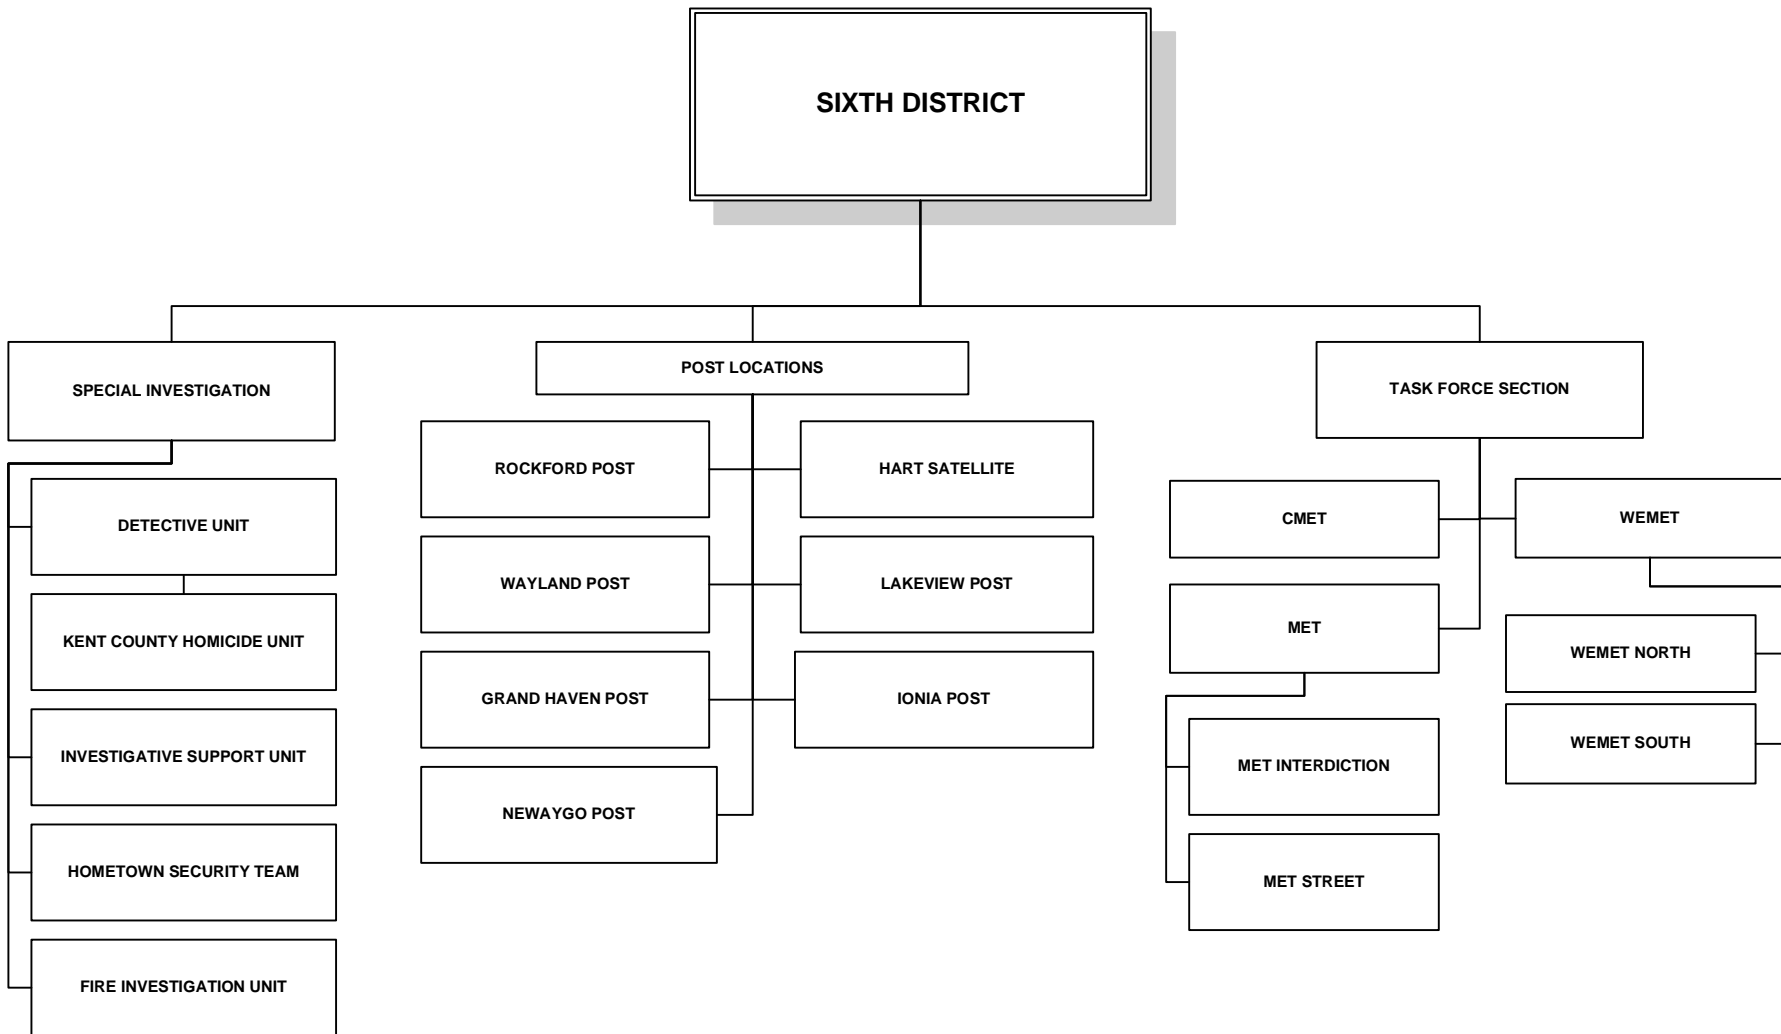 SIXTH DISTRICT
SPECIAL INVESTIGATION
POST LOCATIONS
TASK FORCE SECTION
DETECTIVE UNIT
KENT COUNTY HOMICIDE UNIT
INVESTIGATIVE SUPPORT UNIT
HOMETOWN SECURITY TEAM
FIRE INVESTIGATION UNIT
ROCKFORD POST
HART SATELLITE
WAYLAND POST
LAKEVIEW POST
GRAND HAVEN POST
IONIA POST
NEWAYGO POST
CMET
WEMET
MET
WEMET NORTH
WEMET SOUTH
MET INTERDICTION
MET STREET